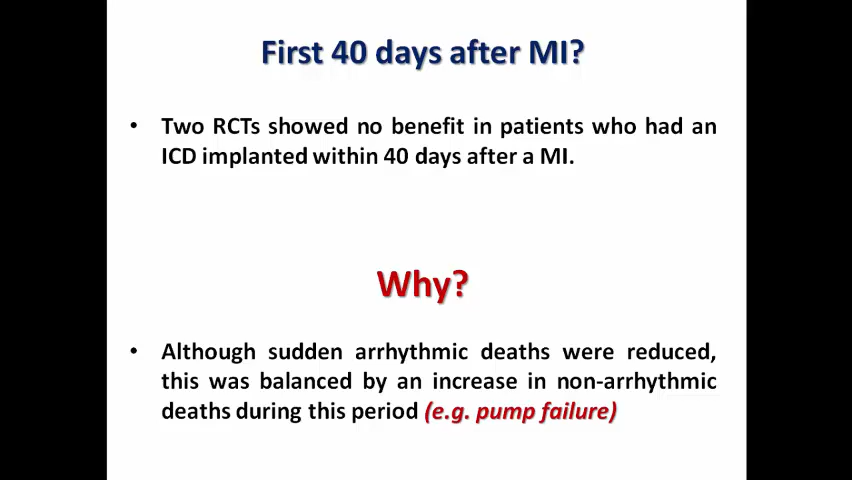 First 40 days after MI?
• Two RCTs showed no benefit in patients who had an
ICD implanted within 40 days after a MI.
Why?
• Although sudden arrhythmic deaths were reduced,
this was balanced by an increase in non-arrhythmic
deaths during this period (e.g. pump failure)